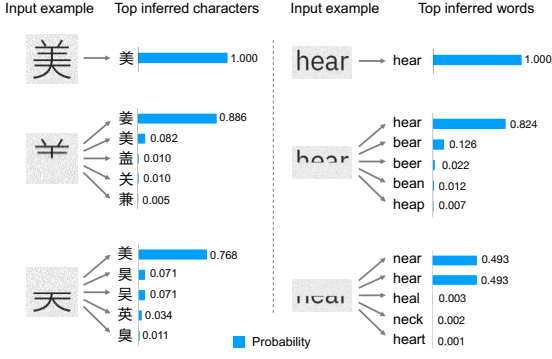 Input example Top inferred characters
美 美 1.000
姜 0.886
美 0.082
盖 0.010
关 0.010
兼 0.005
美 0.768
昊 0.071
吴 0.071
英 0.034
臭 0.011
Input example Top inferred words
hear hear 1.000
hear 0.824
bear 0.126
beer 0.022
bean 0.012
heap 0.007
near 0.493
hear 0.493
heal 0.003
neck 0.002
heart 0.001
Probability